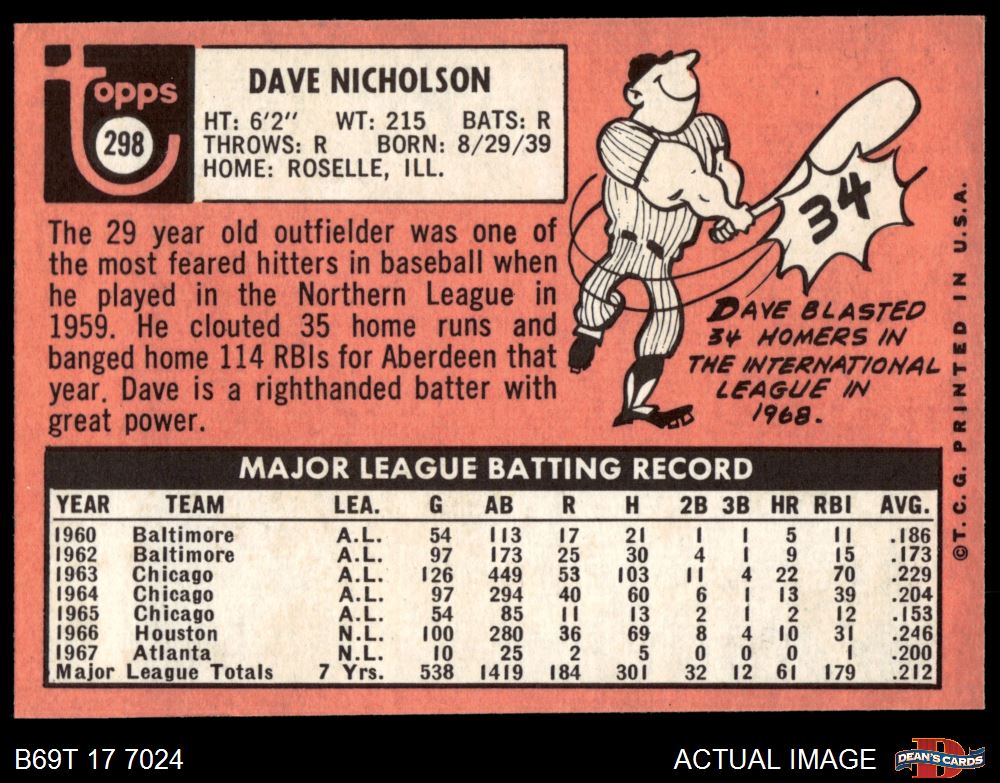 Topps
298
DAVE NICHOLSON
HT: 6'2" WT: 215 BATS: R
THROWS: R BORN: 8/29/39
HOME: ROSELLE, ILL.
The 29 year old outfielder was one of
the most feared hitters in baseball when
he played in the Northern League in
1959. He clouted 35 home runs and
banged home 114 RBIs for Aberdeen that
year. Dave is a righthanded batter with
great power.
34
DAVE BLASTED
34 HOMERS IN
THE INTERNATIONAL
LEAGUE IN
1968.
©T.C.G. PRINTED IN U.S.A.
MAJOR LEAGUE BATTING RECORD
YEAR TEAM LEA. G AB R H 2B 3B HR RBI AVG.
1960 Baltimore A.L. 54 113 17 21 1 1 5 11 .186
1962 Baltimore A.L. 97 173 25 30 4 1 9 15 .173
1963 Chicago A.L. 126 449 53 103 11 4 22 70 .229
1964 Chicago A.L. 97 294 40 60 6 1 13 39 .204
1965 Chicago A.L. 54 85 11 13 2 1 2 12 .153
1966 Houston N.L. 100 280 36 69 8 4 10 31 .246
1967 Atlanta N.L. 10 25 2 5 0 0 0 1 .200
Major League Totals 7 Yrs. 538 1419 184 301 32 12 61 179 .212
B69T 17 7024
ACTUAL IMAGE
D
DEAN'S CARDS